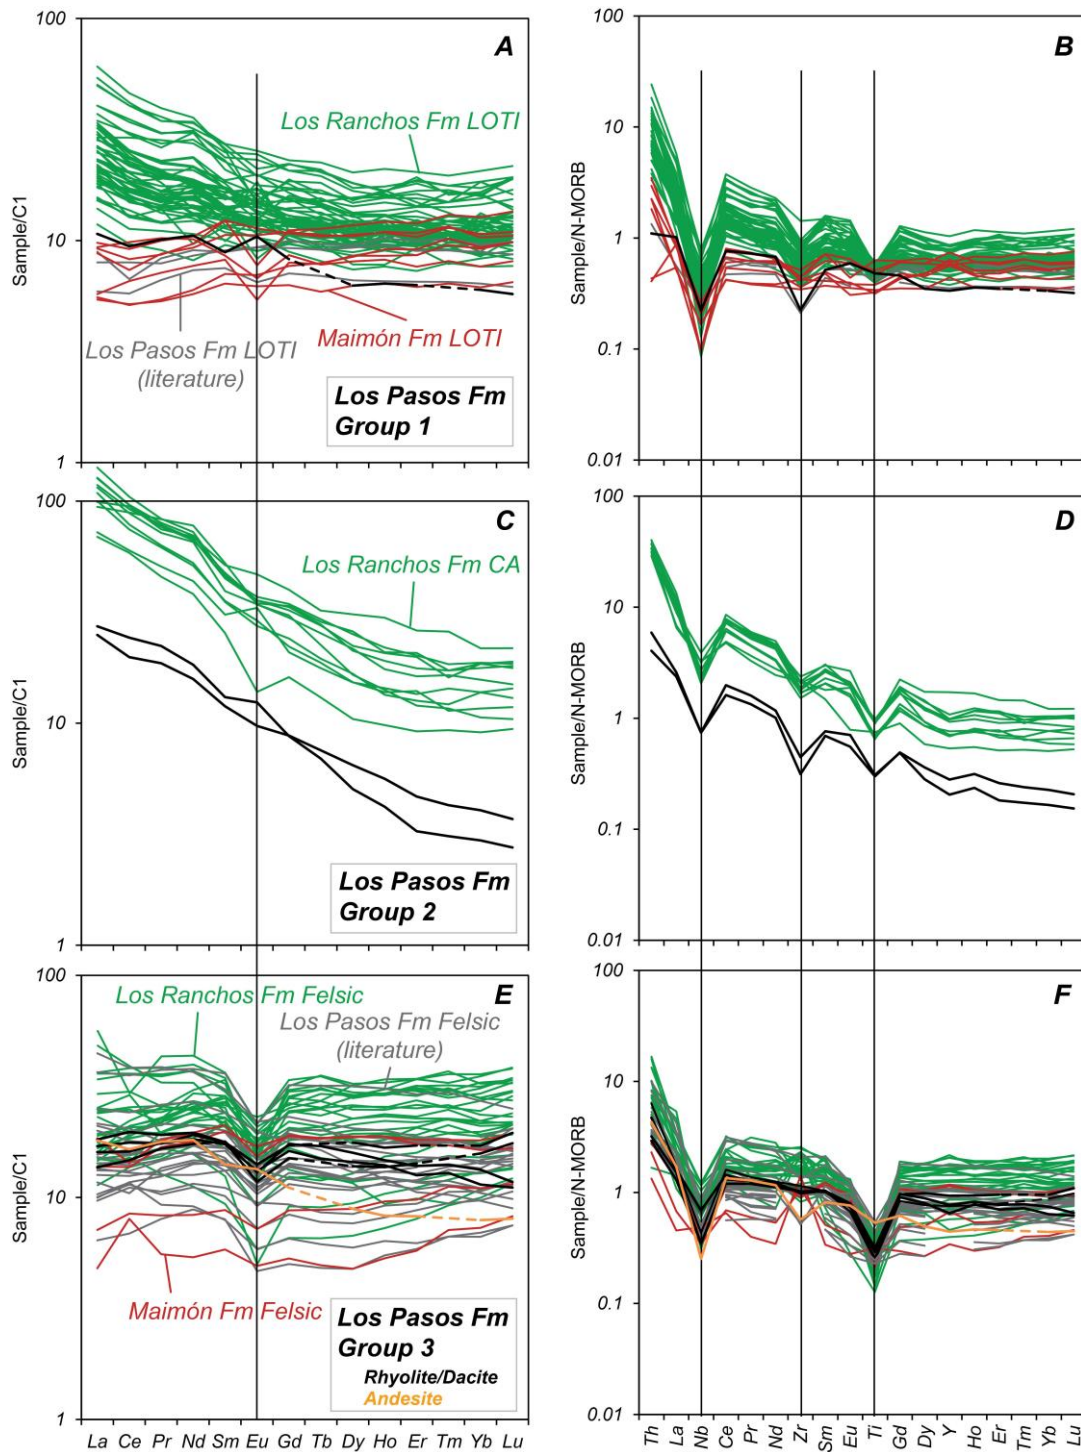 100
A
Los Ranchos Fm LOTI
Sample/C1
10
Los Pasos Fm LOTI
(literature)
Maimón Fm LOTI
Los Pasos Fm
Group 1
1
100
B
10
Sample/N-MORB
1
0.1
0.01
100
C
Los Ranchos Fm CA
Sample/C1
10
Los Pasos Fm
Group 2
1
100
D
10
Sample/N-MORB
1
0.1
0.01
100
E
Los Ranchos Fm Felsic
Los Pasos Fm Felsic
(literature)
Sample/C1
10
Maimón Fm Felsic
Los Pasos Fm
Group 3
Rhyolite/Dacite
Andesite
1
La Ce Pr Nd Sm Eu Gd Tb Dy Ho Er Tm Yb Lu
100
F
10
Sample/N-MORB
1
0.1
0.01
Th La Nb Ce Pr Nd Zr Sm Eu Ti Gd Dy Y Ho Er Tm Yb Lu